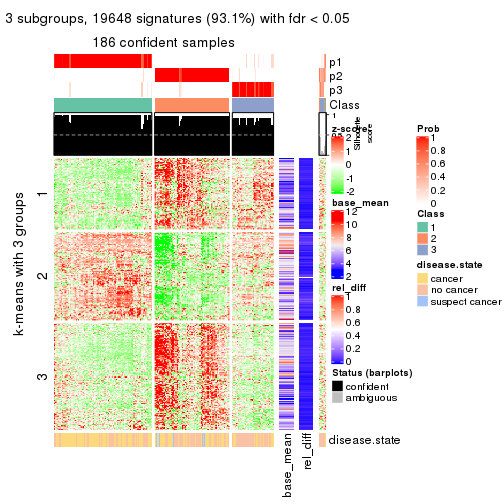 3 subgroups, 19648 signatures (93.1%) with fdr < 0.05
186 confident samples
p1
p2
p3
Class
1
0
Silhouette
score
k-means with 3 groups
1
2
3
base_mean
rel_diff
disease.state
z-score
2
1
0
-1
-2
base_mean
12
10
8
6
4
2
rel_diff
1
0.8
0.6
0.4
0.2
0
Status (barplots)
confident
ambiguous
Prob
1
0.8
0.6
0.4
0.2
0
Class
1
2
3
disease.state
cancer
no cancer
suspect cancer